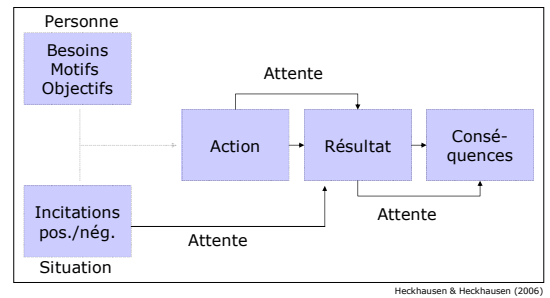 Personne
Besoins
Motifs
Objectifs
Attente
Action
Résultat
Consé-
quences
Incitations
pos./nég.
Attente
Attente
Situation
Heckhausen & Heckhausen (2006)